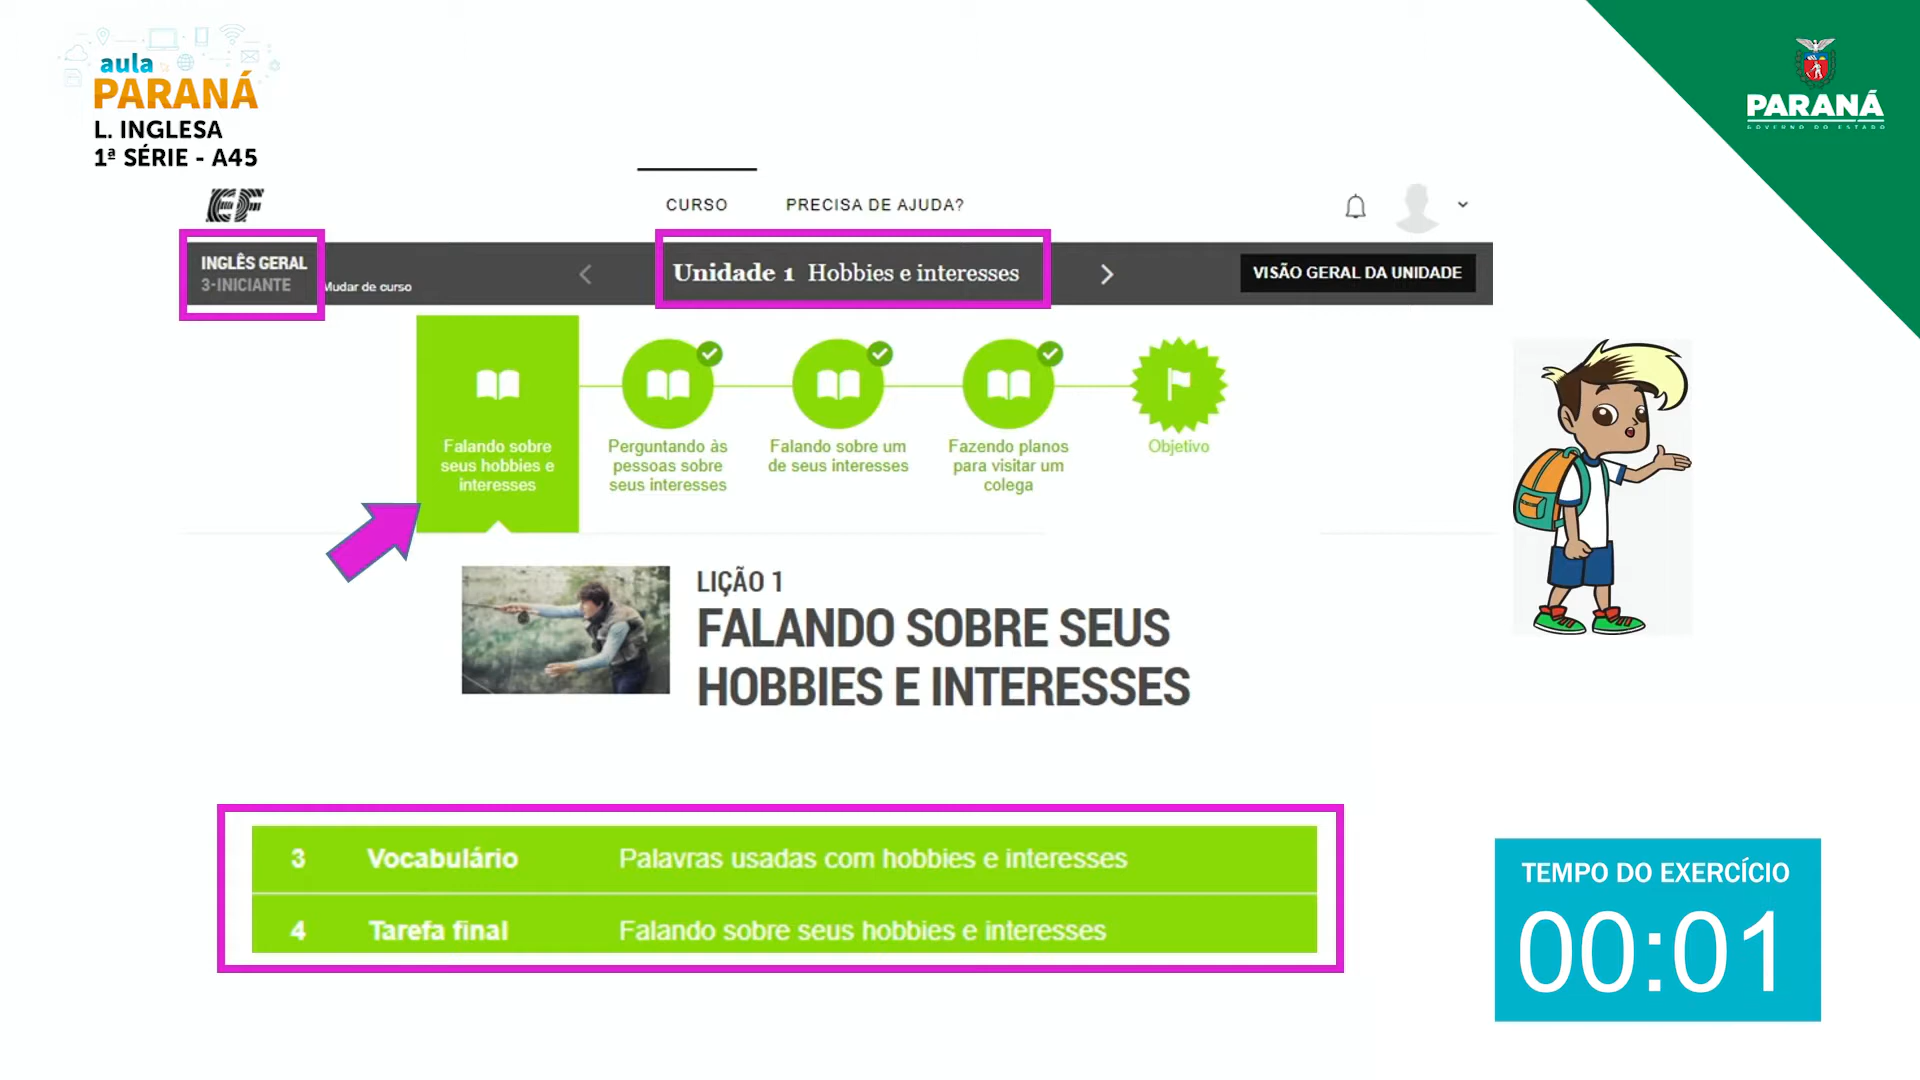 aula
PARANÁ
L. INGLESA
1ª SÉRIE - A45
PARANÁ
GOVERNO DO ESTADO
EF
CURSO
PRECISA DE AJUDA?
INGLÊS GERAL
3-INICIANTE
Mudar de curso
Unidade 1 Hobbies e interesses
VISÃO GERAL DA UNIDADE
Falando sobre
seus hobbies e
interesses
Perguntando às
pessoas sobre
seus interesses
Falando sobre um
de seus interesses
Fazendo planos
para visitar um
colega
Objetivo
LIÇÃO 1
FALANDO SOBRE SEUS
HOBBIES E INTERESSES
3 Vocabulário Palavras usadas com hobbies e interesses
4 Tarefa final Falando sobre seus hobbies e interesses
TEMPO DO EXERCÍCIO
00:01